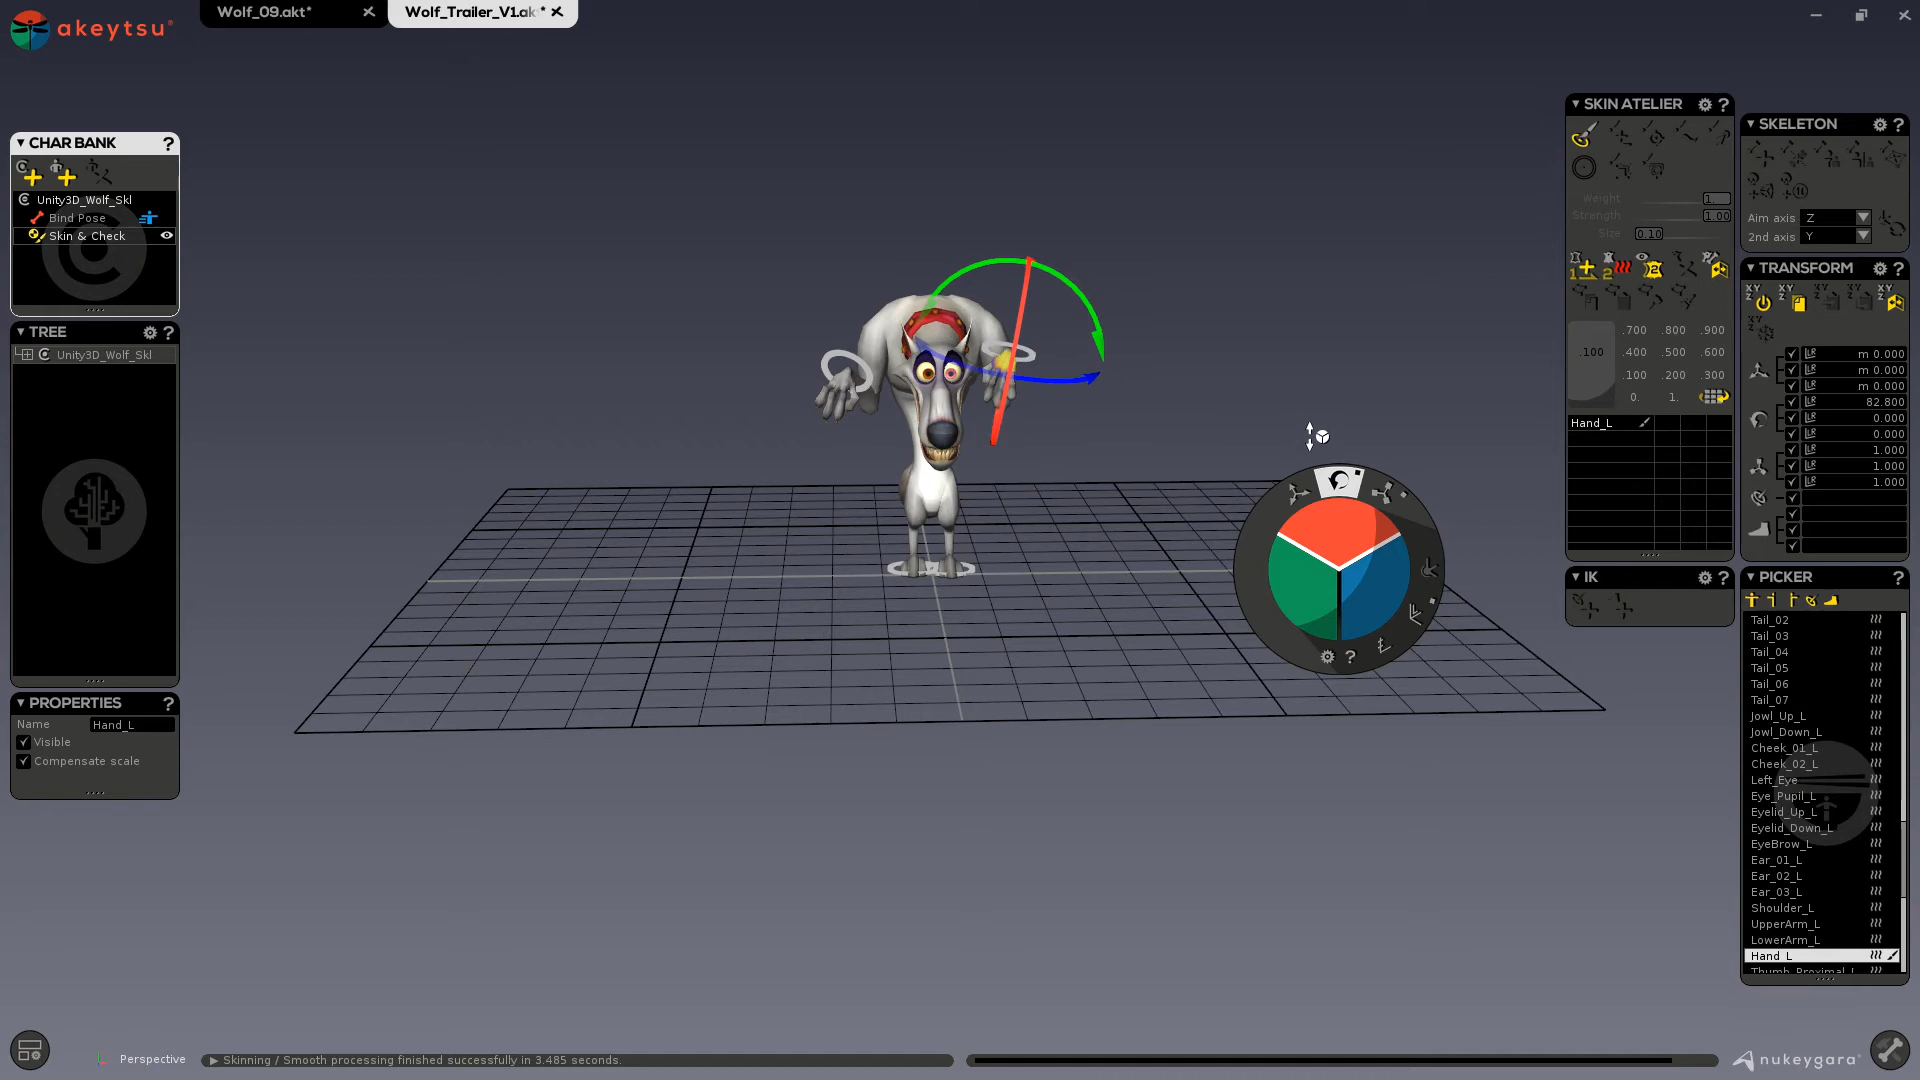 akeytsu
Wolf_09.akt*
Wolf_Trailer_V1.ak *
CHAR BANK ?
Unity3D_Wolf_Skl
Bind Pose
Skin & Check
TREE ?
Unity3D_Wolf_Skl
PROPERTIES ?
Name Hand_L
Visible
Compensate scale
SKIN ATELIER ?
Weight 1.
Strength 1.00
Size 0.10
.100
.700 .800 .900
.400 .500 .600
.100 .200 .300
0. 1.
Hand_L
IK ?
SKELETON ?
Aim axis Z
2nd axis Y
TRANSFORM ?
m 0.000
m 0.000
m 0.000
82.800
0.000
0.000
1.000
1.000
1.000
PICKER ?
Tail_02
Tail_03
Tail_04
Tail_05
Tail_06
Tail_07
Jowl_Up_L
Jowl_Down_L
Cheek_01_L
Cheek_02_L
Left_Eye
Eye_Pupil_L
Eyelid_Up_L
Eyelid_Down_L
EyeBrow_L
Ear_01_L
Ear_02_L
Ear_03_L
Shoulder_L
UpperArm_L
LowerArm_L
Hand_L
?
Perspective
Skinning / Smooth processing finished successfully in 3.485 seconds.
nukeygara